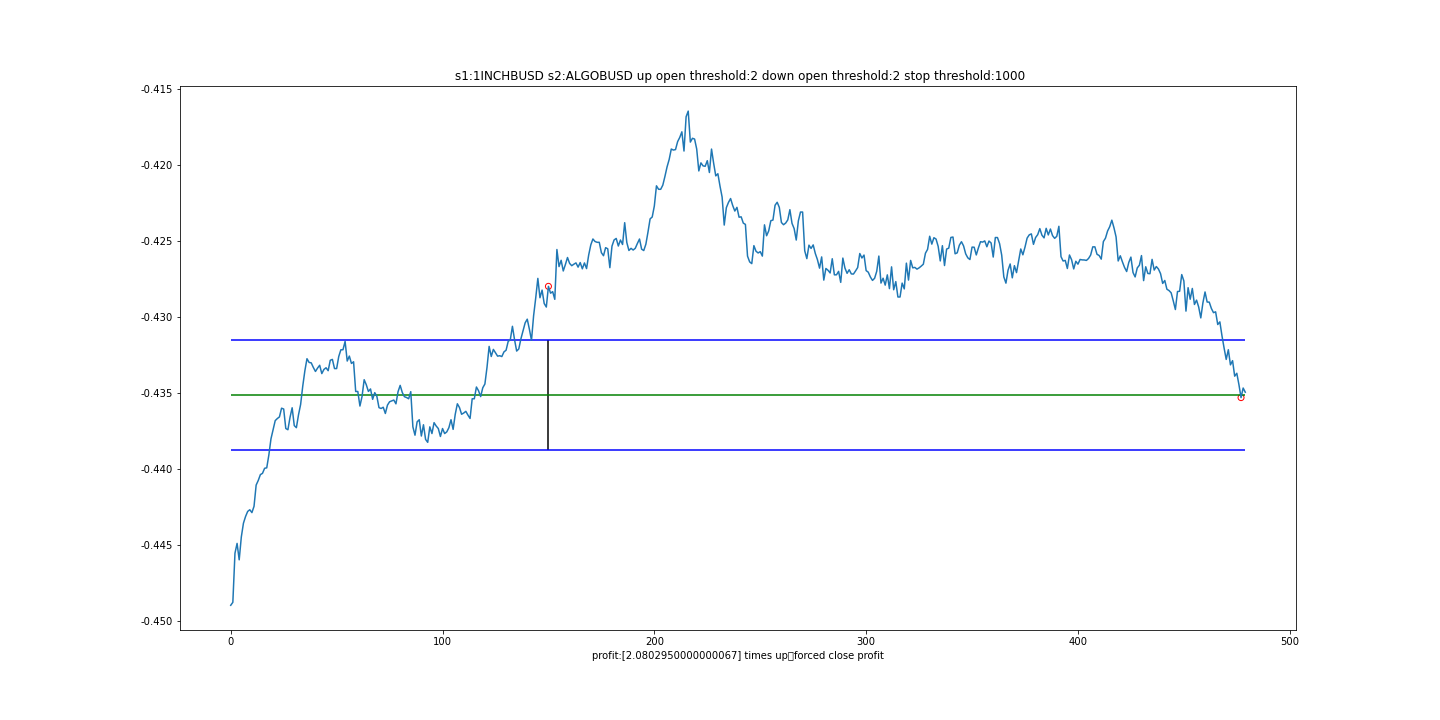 s1:1INCHBUSD s2:ALGOBUSD up open threshold:2 down open threshold:2 stop threshold:1000
-0.415
-0.420
-0.425
-0.430
-0.435
-0.440
-0.445
-0.450
0 100 200 300 400 500
profit:[2.0802950000000067] times up▯forced close profit